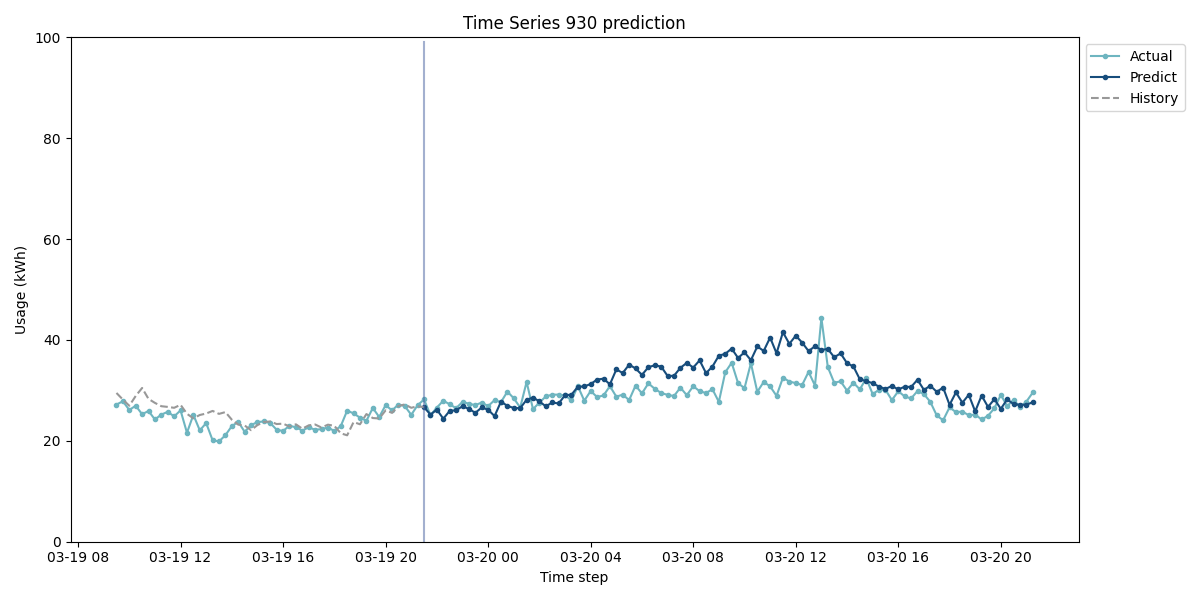 Time Series 930 prediction
Usage (kWh)
100
80
60
40
20
0
03-19 08 03-19 12 03-19 16 03-19 20 03-20 00 03-20 04 03-20 08 03-20 12 03-20 16 03-20 20
Time step
Actual
Predict
History